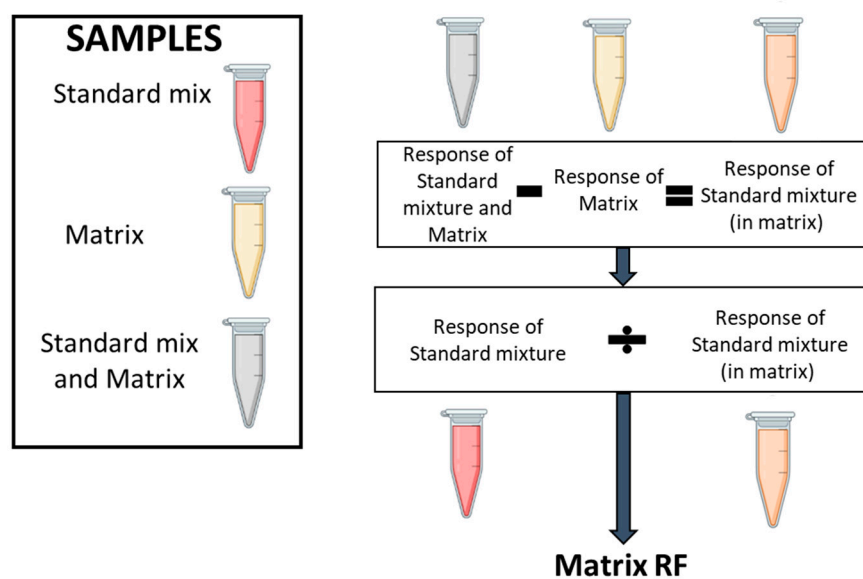 SAMPLES
Standard mix
Matrix
Standard mix
and Matrix
Response of
Standard
mixture and
Matrix
Response of
Matrix
Response of
Standard mixture
(in matrix)
Response of
Standard mixture
Response of
Standard mixture
(in matrix)
Matrix RF